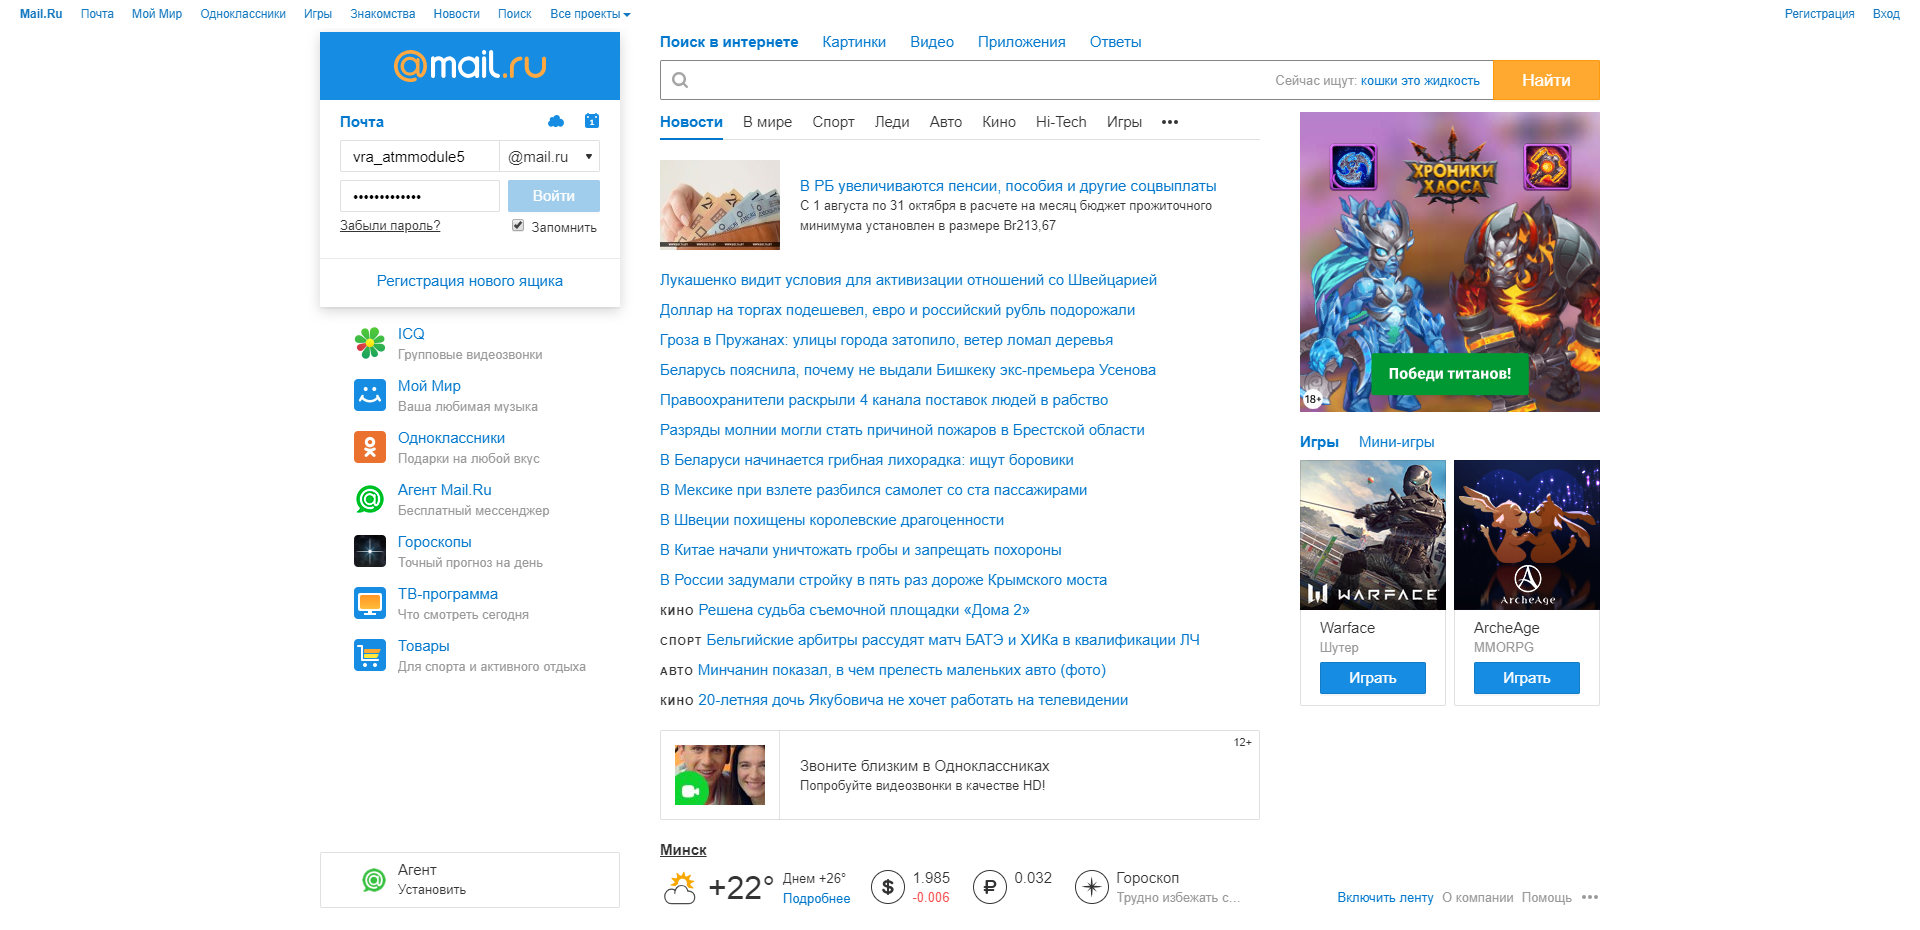 Mail.Ru Почта Мой Мир Одноклассники Игры Знакомства Новости Поиск Все проекты Регистрация Вход
@mail.ru
Почта
1
vra_atmmodule5 @mail.ru
••••••••••••• Войти
Забыли пароль? Запомнить
Регистрация нового ящика
ICQ
Групповые видеозвонки
Мой Мир
Ваша любимая музыка
Одноклассники
Подарки на любой вкус
Агент Mail.Ru
Бесплатный мессенджер
Гороскопы
Точный прогноз на день
ТВ-программа
Что смотреть сегодня
Товары
Для спорта и активного отдыха
Агент
Установить
Поиск в интернете Картинки Видео Приложения Ответы
Сейчас ищут: кошки это жидкость Найти
Новости В мире Спорт Леди Авто Кино Hi-Tech Игры •••
В РБ увеличиваются пенсии, пособия и другие соцвыплаты
С 1 августа по 31 октября в расчете на месяц бюджет прожиточного
минимума установлен в размере Br213,67
Лукашенко видит условия для активизации отношений со Швейцарией
Доллар на торгах подешевел, евро и российский рубль подорожали
Гроза в Пружанах: улицы города затопило, ветер ломал деревья
Беларусь пояснила, почему не выдали Бишкеку экс-премьера Усенова
Правоохранители раскрыли 4 канала поставок людей в рабство
Разряды молнии могли стать причиной пожаров в Брестской области
В Беларуси начинается грибная лихорадка: ищут боровики
В Мексике при взлете разбился самолет со ста пассажирами
В Швеции похищены королевские драгоценности
В Китае начали уничтожать гробы и запрещать похороны
В России задумали стройку в пять раз дороже Крымского моста
КИНО Решена судьба съемочной площадки «Дома 2»
СПОРТ Бельгийские арбитры рассудят матч БАТЭ и ХИКа в квалификации ЛЧ
АВТО Минчанин показал, в чем прелесть маленьких авто (фото)
КИНО 20-летняя дочь Якубовича не хочет работать на телевидении
12+
Звоните близким в Одноклассниках
Попробуйте видеозвонки в качестве HD!
Минск
+22° Днем +26° Подробнее
$ 1.985 -0.006
₽ 0.032
Гороскоп
Трудно избежать с...
ХРОНИКИ
ХАОСА
Победи титанов!
18+
Игры Мини-игры
WARFACE
ArcheAge
Warface
Шутер
Играть
ArcheAge
MMORPG
Играть
Включить ленту О компании Помощь •••